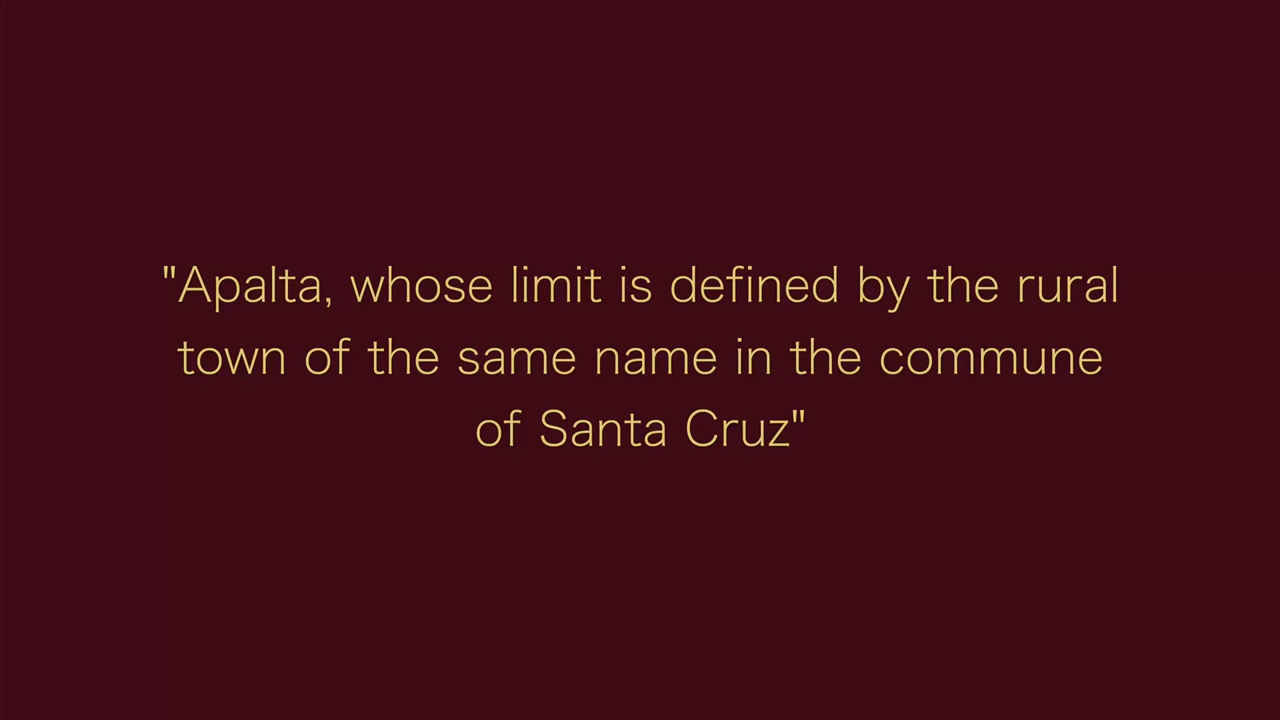 "Apalta, whose limit is defined by the rural
town of the same name in the commune
of Santa Cruz"